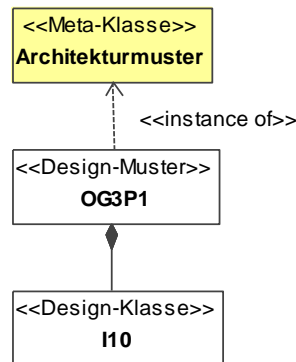 <<Meta-Klasse>>
Architekturmuster
<<instance of>>
<<Design-Muster>>
OG3P1
<<Design-Klasse>>
I10